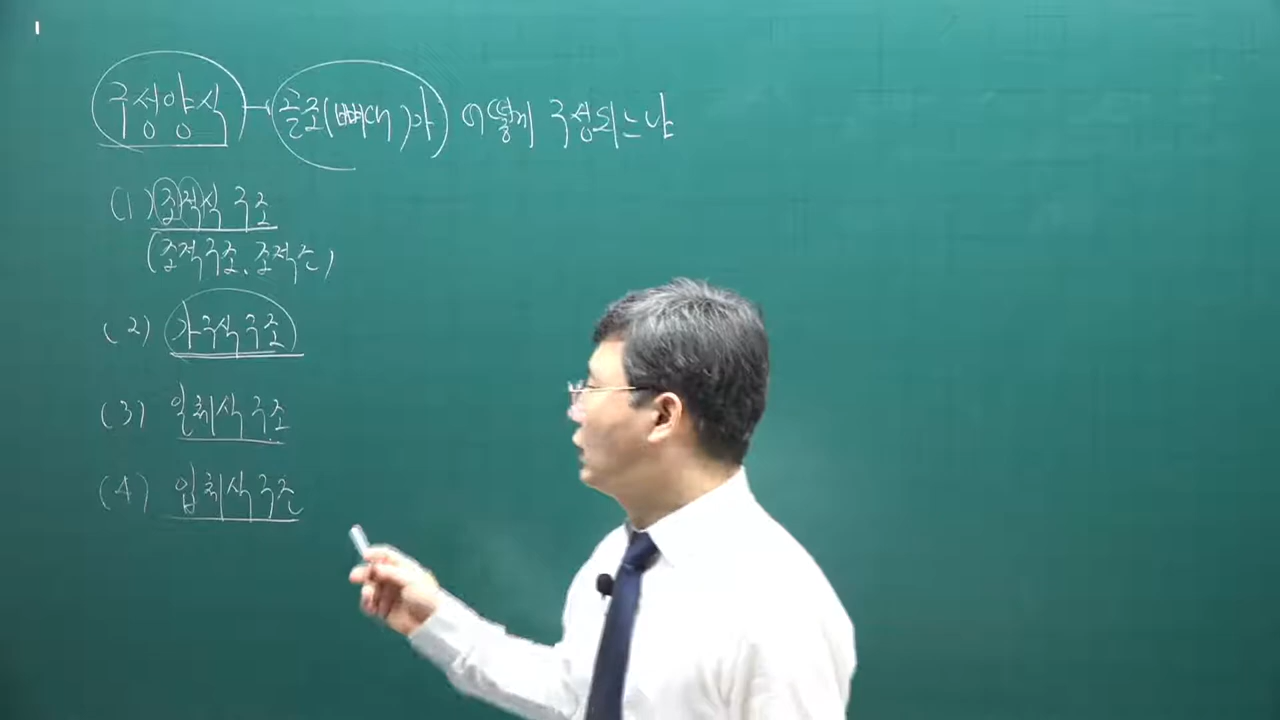 구성양식 - 골조(뼈대)가 어떻게 구성되는냐
(1) 조적식 구조
(조적구조, 조적조)
(2) 가구식구조
(3) 일체식구조
(4) 입체식구조